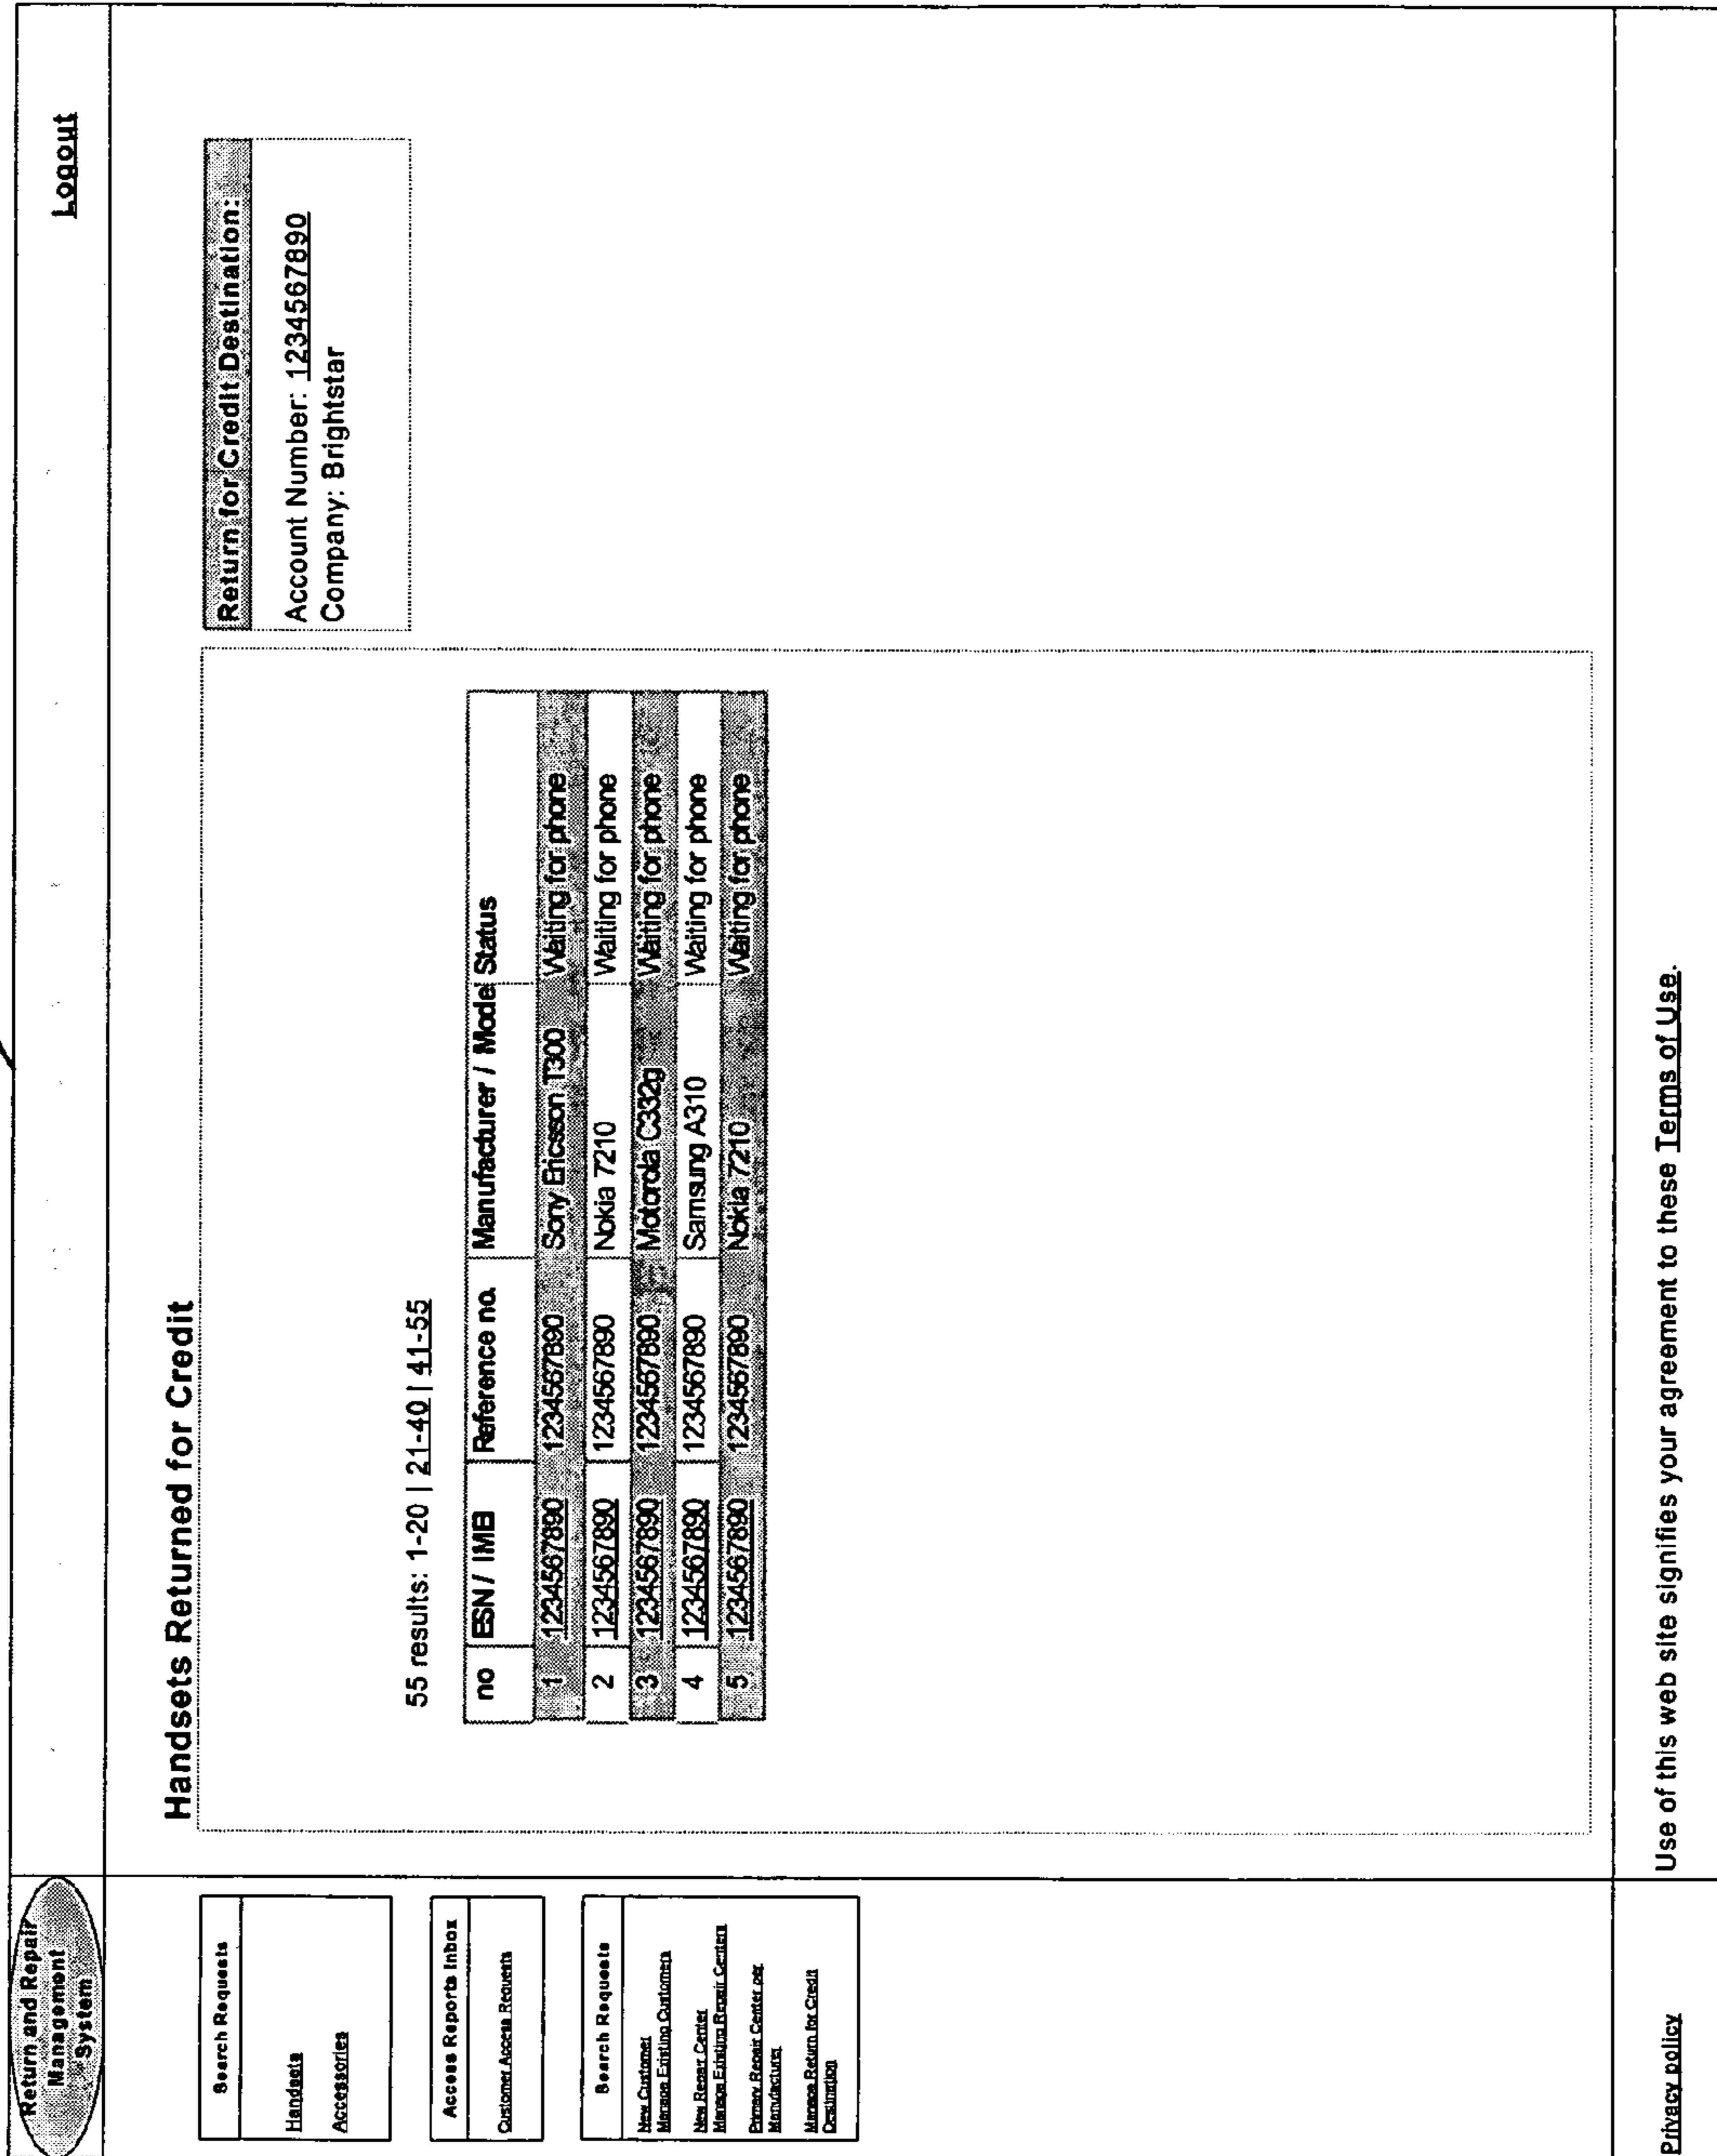 Return and Repair
Management
System
Logout
Search Requests
Handsets
Accessories
Access Reports Inbox
Customer Access Requests
Search Requests
New Customer
Manage Existing Customers
New Repair Center
Manage Existing Repair Centers
Primary Repair Center per
Manufacturer
Manage Return for Credit
Destination
Handsets Returned for Credit
55 results: 1-20 | 21-40 | 41-55
no ESN / IMEI Reference no. Manufacturer / Model Status
1 1234567890 1234567890 Sony Ericsson T300 Waiting for phone
2 1234567890 1234567890 Nokia 7210 Waiting for phone
3 1234567890 1234567890 Motorola C332g Waiting for phone
4 1234567890 1234567890 Samsung A310 Waiting for phone
5 1234567890 1234567890 Nokia 7210 Waiting for phone
Return for Credit Destination:
Account Number: 1234567890
Company: Brightstar
Privacy policy
Use of this web site signifies your agreement to these Terms of Use.